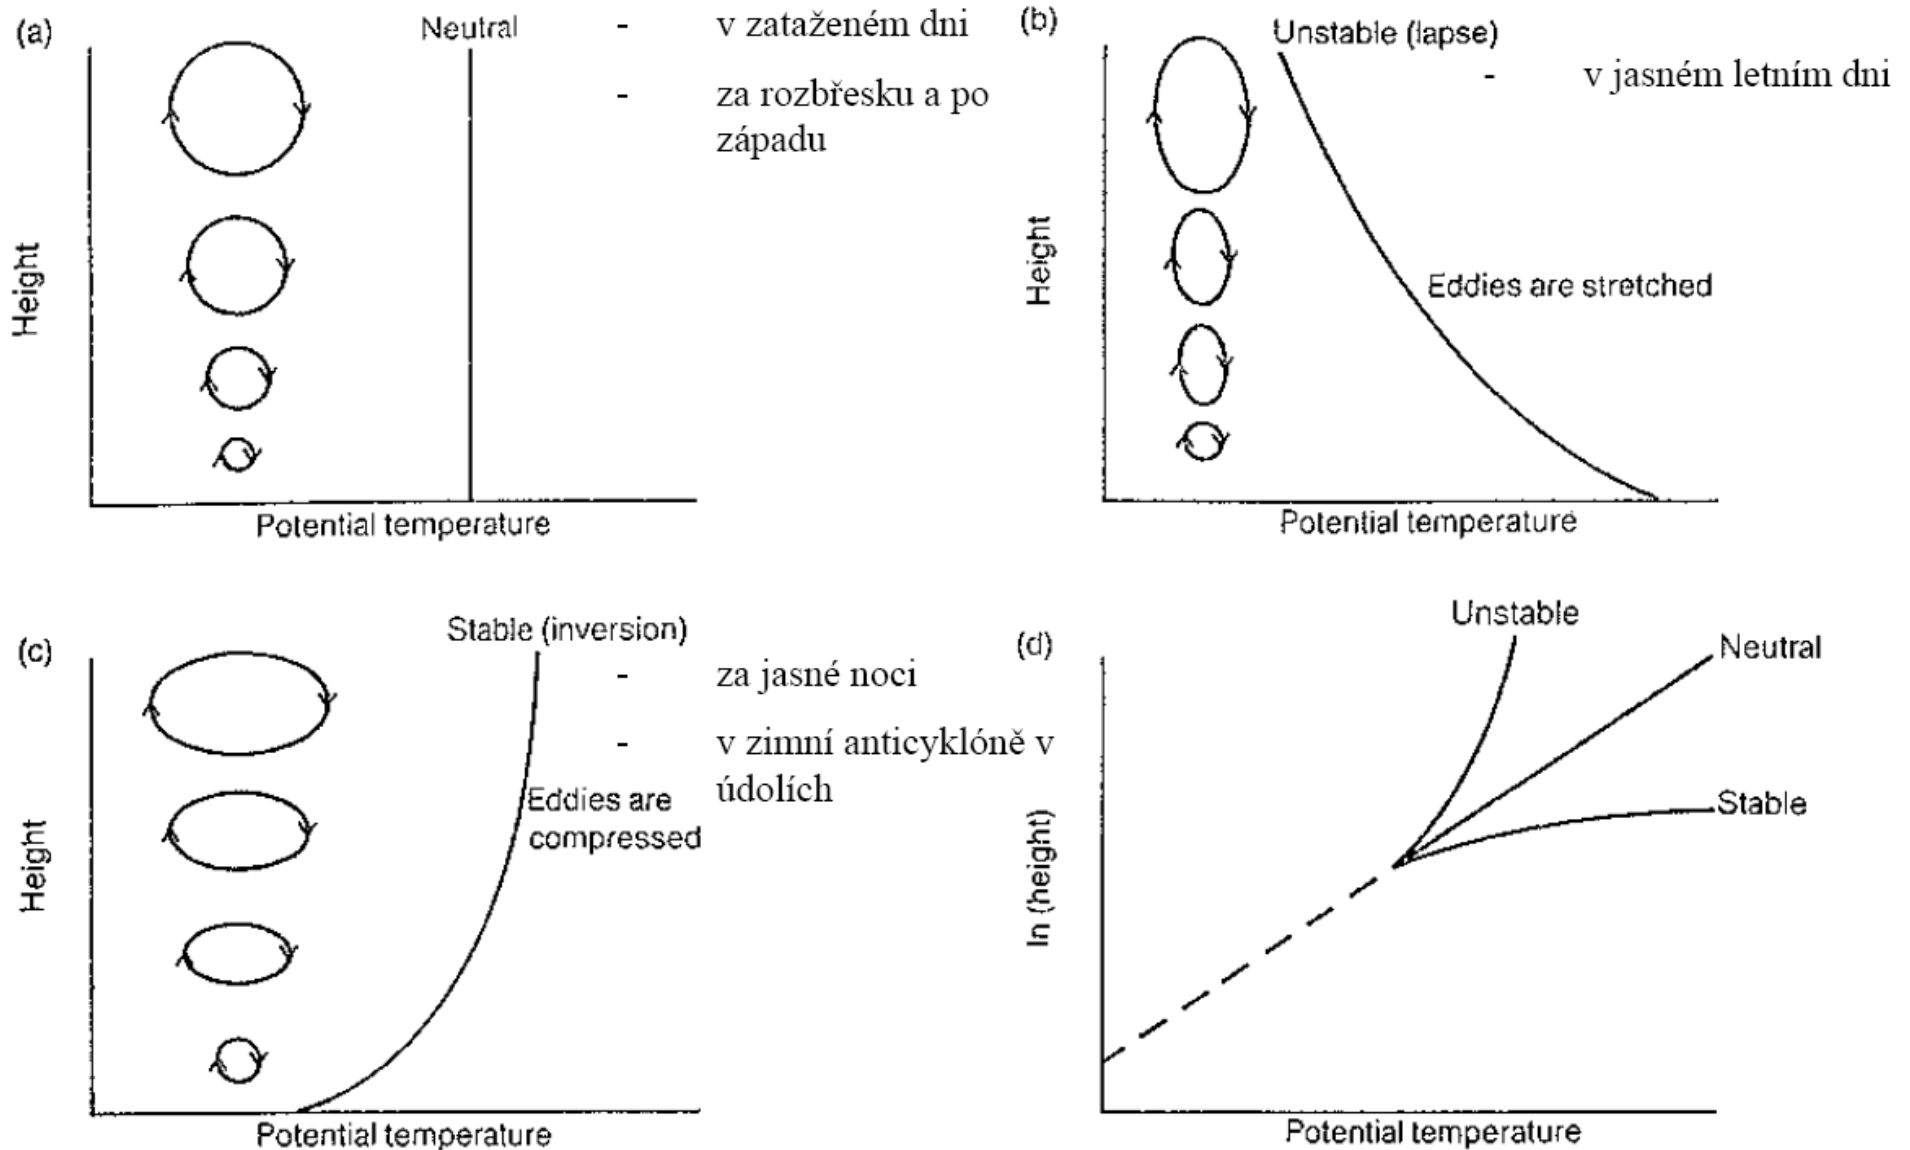 (a)
Neutral
- v zataženém dni
- za rozbřesku a po
západu
Height
Potential temperature
(b)
Unstable (lapse)
- v jasném letním dni
Height
Eddies are stretched
Potential temperature
(c)
Stable (inversion)
- za jasné noci
- v zimní anticyklóně v
údolích
Eddies are
compressed
Height
Potential temperature
(d)
Unstable
Neutral
Stable
ln (height)
Potential temperature